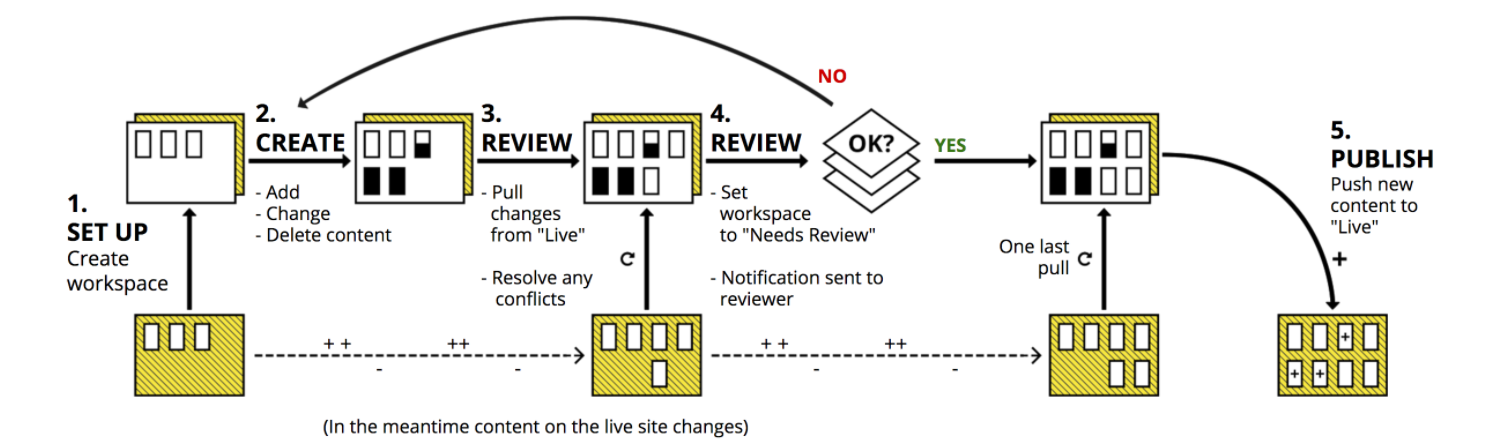 NO
1.
SET UP
Create
workspace
2.
CREATE
- Add
- Change
- Delete content
3.
REVIEW
- Pull
changes
from "Live"
- Resolve any
conflicts
4.
REVIEW
- Set
workspace
to "Needs Review"
- Notification sent to
reviewer
OK?
YES
One last
pull
5.
PUBLISH
Push new
content to
"Live"
+
+ + ++
- -
+ + ++
- -
+
+ +
(In the meantime content on the live site changes)